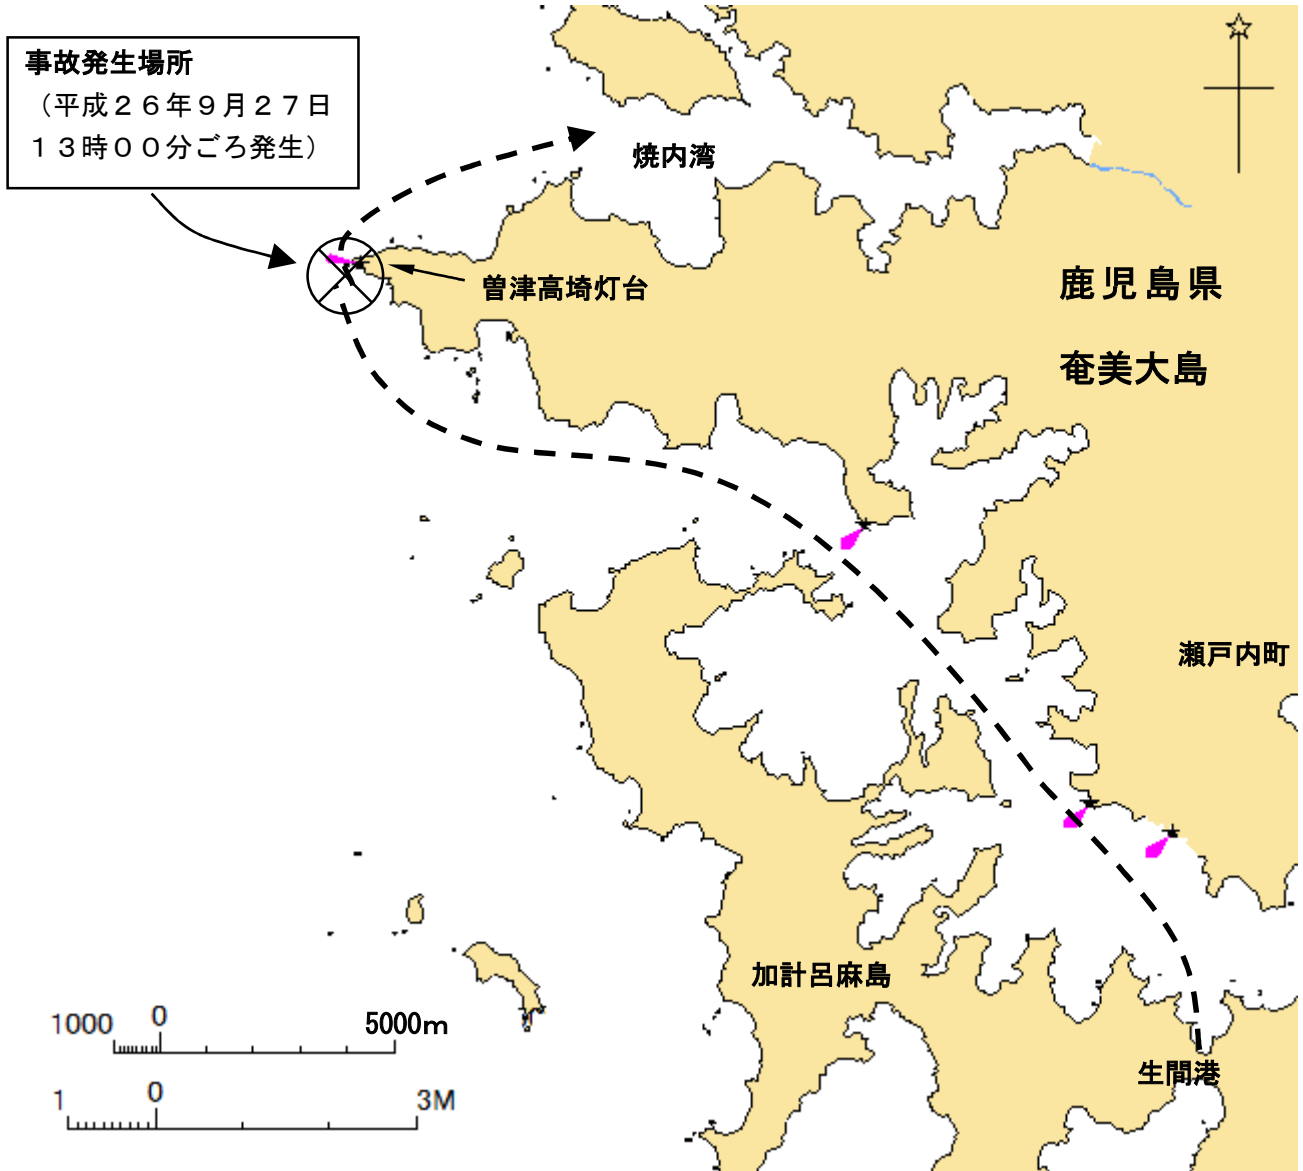 事故発生場所
（平成２６年９月２７日
１３時００分ごろ発生）
焼内湾
曽津高埼灯台
鹿児島県
奄美大島
瀬戸内町
加計呂麻島
生間港
1000 0 5000m
1 0 3M